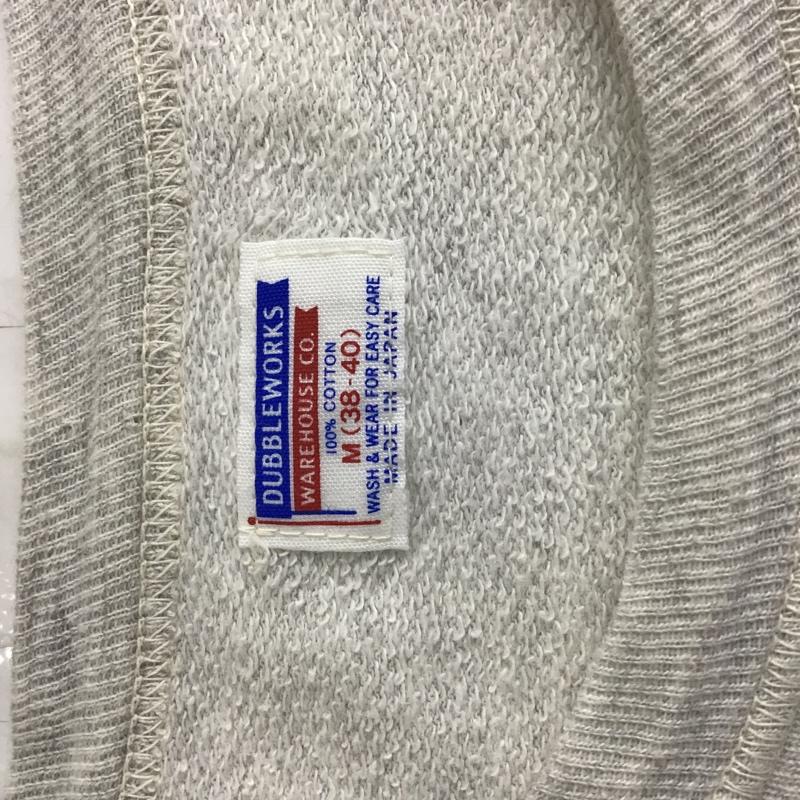 DUBBLEWORKS
WAREHOUSE CO.
100% COTTON
M (38-40)
WASH & WEAR FOR EASY CARE
MADE IN JAPAN